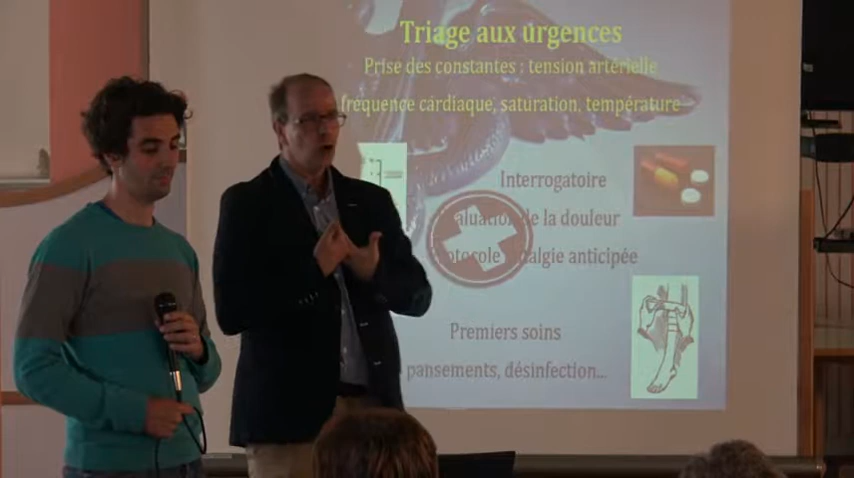 Triage aux urgences
Prise des constantes : tension artérielle
fréquence cardiaque, saturation, température
Interrogatoire
de la douleur
anticipée
Premiers soins
pansements, désinfection...